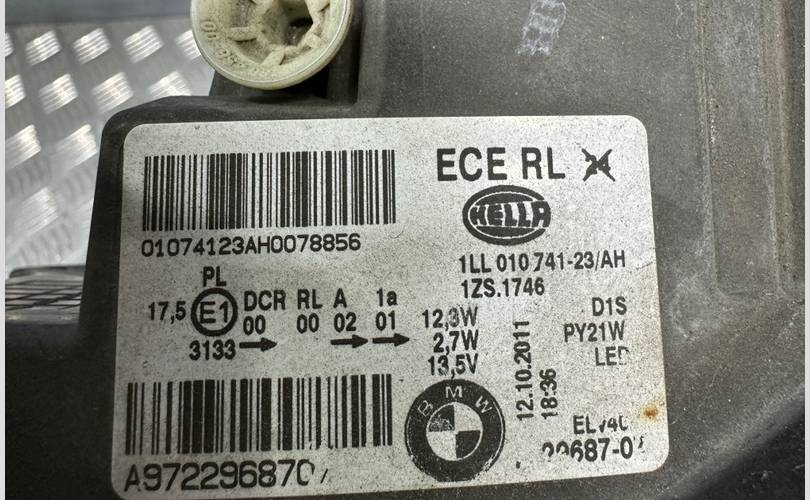 ECE RL 24
HELLA
01074123AH0078856
1LL 010 741-23/AH
1ZS.1746
PL
17,5 E1 DCR RL A 1a
00 00 02 01
3133
12,3W
2,7W
13,5V
12.10.2011
18:36
D1S
PY21W
LED
BMW
A972296870